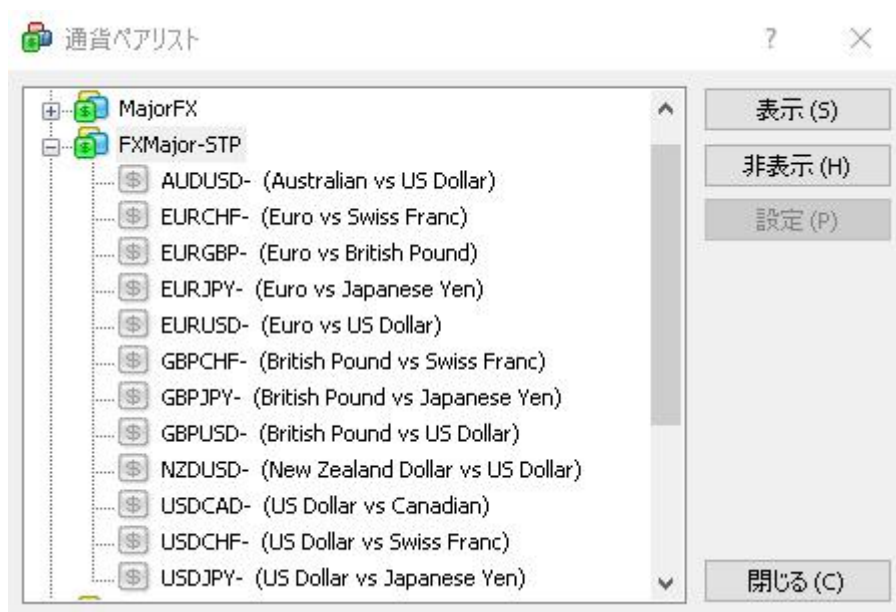 通貨ペアリスト
MajorFX
FXMajor-STP
AUDUSD- (Australian vs US Dollar)
EURCHF- (Euro vs Swiss Franc)
EURGBP- (Euro vs British Pound)
EURJPY- (Euro vs Japanese Yen)
EURUSD- (Euro vs US Dollar)
GBPCHF- (British Pound vs Swiss Franc)
GBPJPY- (British Pound vs Japanese Yen)
GBPUSD- (British Pound vs US Dollar)
NZDUSD- (New Zealand Dollar vs US Dollar)
USDCAD- (US Dollar vs Canadian)
USDCHF- (US Dollar vs Swiss Franc)
USDJPY- (US Dollar vs Japanese Yen)
表示 (S)
非表示 (H)
設定 (P)
閉じる (C)